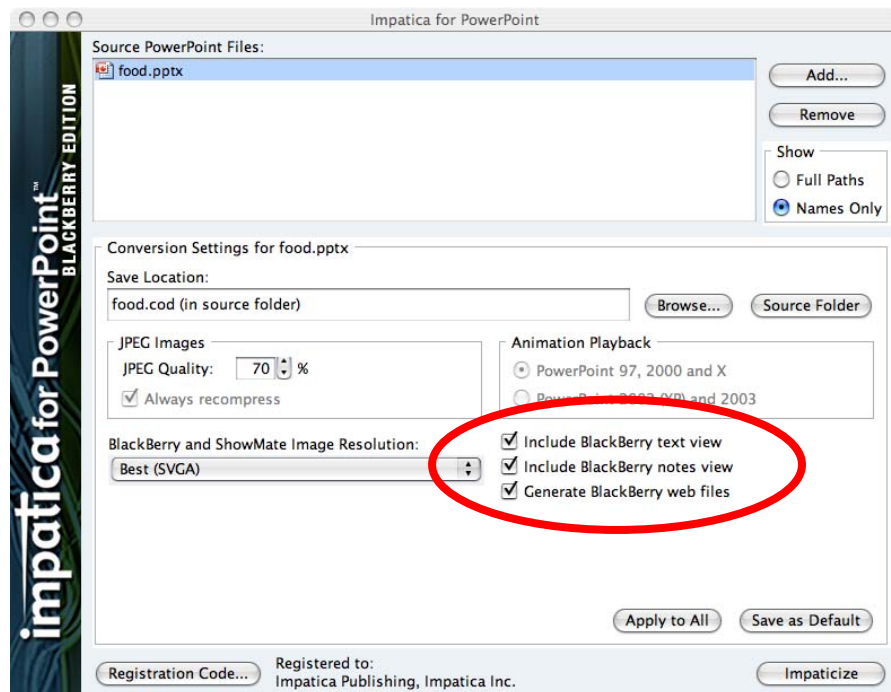 Impatica for PowerPoint
impatica for PowerPoint™
BLACKBERRY EDITION
Source PowerPoint Files:
food.pptx
Add...
Remove
Show
Full Paths
Names Only
Conversion Settings for food.pptx
Save Location:
food.cod (in source folder)
Browse...
Source Folder
JPEG Images
JPEG Quality: 70 %
Always recompress
Animation Playback
PowerPoint 97, 2000 and X
PowerPoint 2002 (XP) and 2003
BlackBerry and ShowMate Image Resolution:
Best (SVGA)
Include BlackBerry text view
Include BlackBerry notes view
Generate BlackBerry web files
Apply to All
Save as Default
Registration Code...
Registered to:
Impatica Publishing, Impatica Inc.
Impaticize